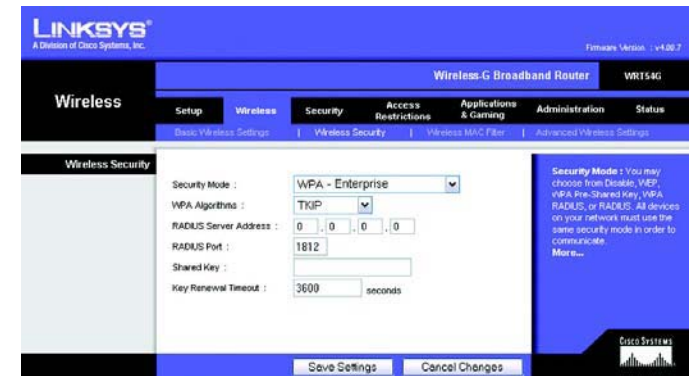 LINKSYS®
A Division of Cisco Systems, Inc.
Firmware Version : v4.00.7
Wireless-G Broadband Router WRT54G
Wireless
Setup Wireless Security Access Restrictions Applications & Gaming Administration Status
Basic Wireless Settings | Wireless Security | Wireless MAC Filter | Advanced Wireless Settings
Wireless Security
Security Mode : WPA - Enterprise
WPA Algorithms : TKIP
RADIUS Server Address : 0 . 0 . 0 . 0
RADIUS Port : 1812
Shared Key :
Key Renewal Timeout : 3600 seconds
Security Mode : You may
choose from Disable, WEP,
WPA Pre-Shared Key, WPA
RADIUS, or RADIUS. All devices
on your network must use the
same security mode in order to
communicate.
More...
Save Settings Cancel Changes
CISCO SYSTEMS